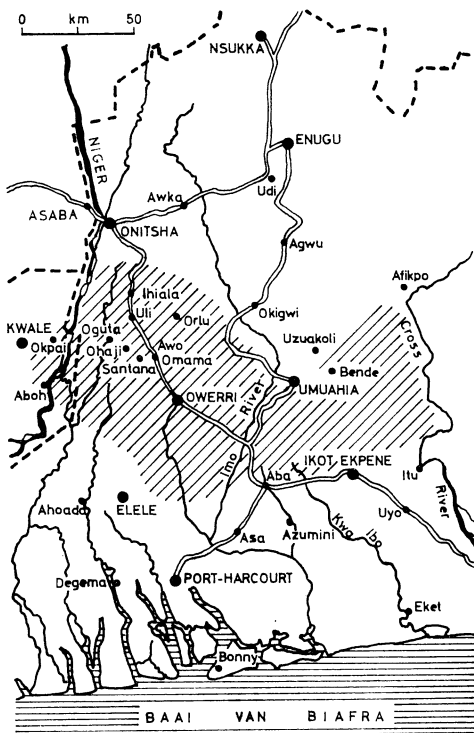 0 km 50
NSUKKA
NIGER
ENUGU
Udi
Awka
ASABA
ONITSHA
Agwu
Afikpo
Ihiala
Uli
Orlu
Okigwi
KWALE
Okpai
Oguta
Ohaji
Awo
Omama
Santana
Uzuakoli
Cross
River
Bende
Aboh
OWERRI
UMUAHIA
Imo
River
Aba
IKOT EKPENE
Itu
Ahoada
ELELE
Uyo
Asa
Azumini
Kwa Ibo
Degema
PORT-HARCOURT
Eket
Bonny
BAAI VAN BIAFRA